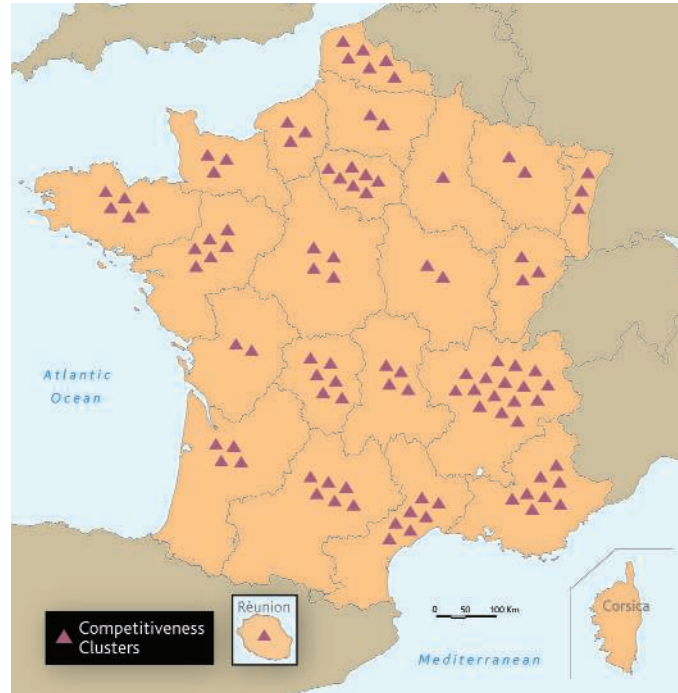 Atlantic
Ocean
Competitiveness
Clusters
Rèunion
0 50 100 Km
Mediterranean
Corsica